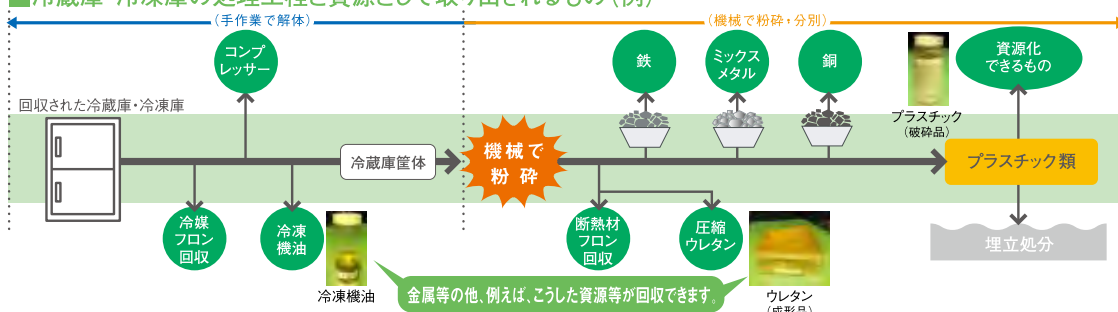 ■冷蔵庫・冷凍庫の処理工程と資源として取り出されるもの(例)
(手作業で解体)
(機械で粉砕・分別)
コンプ
レッサー
鉄
ミックス
メタル
銅
資源化
できるもの
回収された冷蔵庫・冷凍庫
プラスチック
(破砕品)
冷蔵庫筐体
機械で
粉砕
プラスチック類
冷媒
フロン
回収
冷凍
機油
断熱材
フロン
回収
圧縮
ウレタン
埋立処分
冷凍機油
金属等の他、例えば、こうした資源等が回収できます。
ウレタン
(成形品)